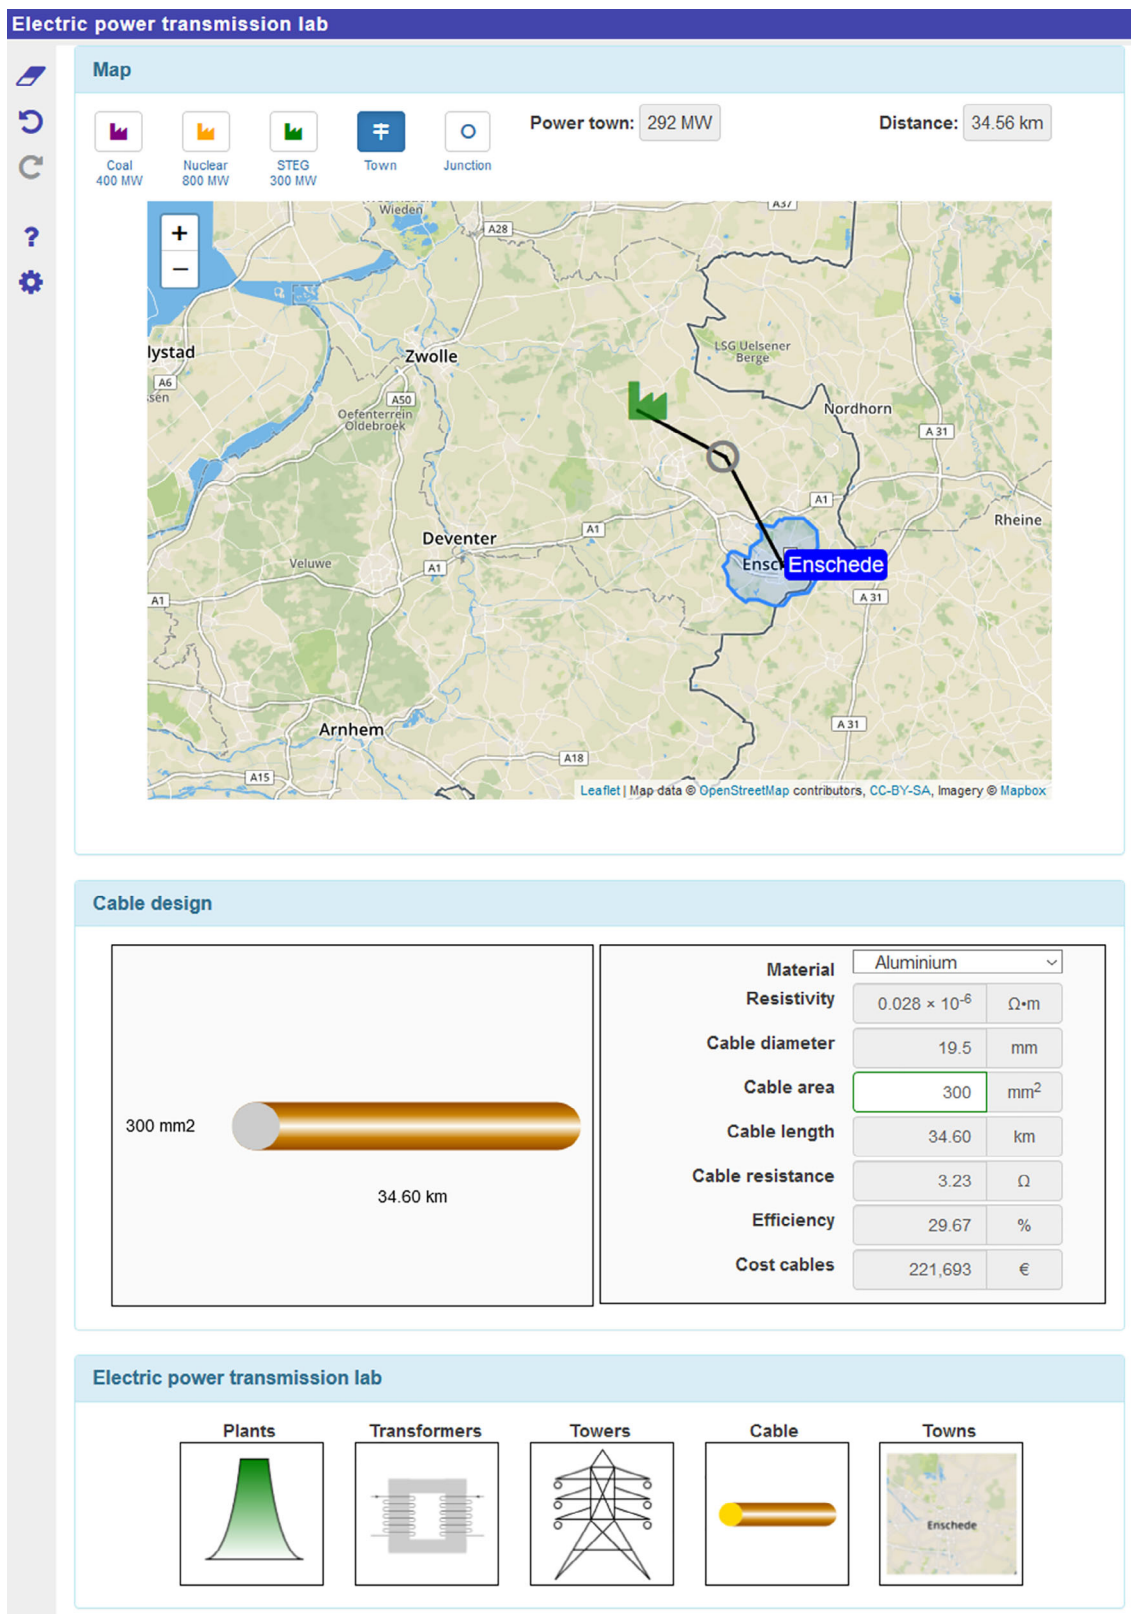 Electric power transmission lab
Map
Power town: 292 MW
Distance: 34.56 km
Coal
400 MW
Nuclear
800 MW
STEG
300 MW
Town
Junction
+
−
Wieden
A28
A37
lystad
A6
Zwolle
LSG Uelsener
Berge
A50
Oefenterrein
Oldebroek
Nordhorn
A 31
A1
Rheine
A1
Deventer
Veluwe
A1
Ensc
Enschede
A1
A 31
Arnhem
A 31
A18
A15
Leaflet | Map data © OpenStreetMap contributors, CC-BY-SA, Imagery © Mapbox
Cable design
300 mm2
34.60 km
Material Aluminium
Resistivity 0.028 × 10⁻⁶ Ω•m
Cable diameter 19.5 mm
Cable area 300 mm²
Cable length 34.60 km
Cable resistance 3.23 Ω
Efficiency 29.67 %
Cost cables 221,693 €
Electric power transmission lab
Plants
Transformers
Towers
Cable
Towns
Enschede